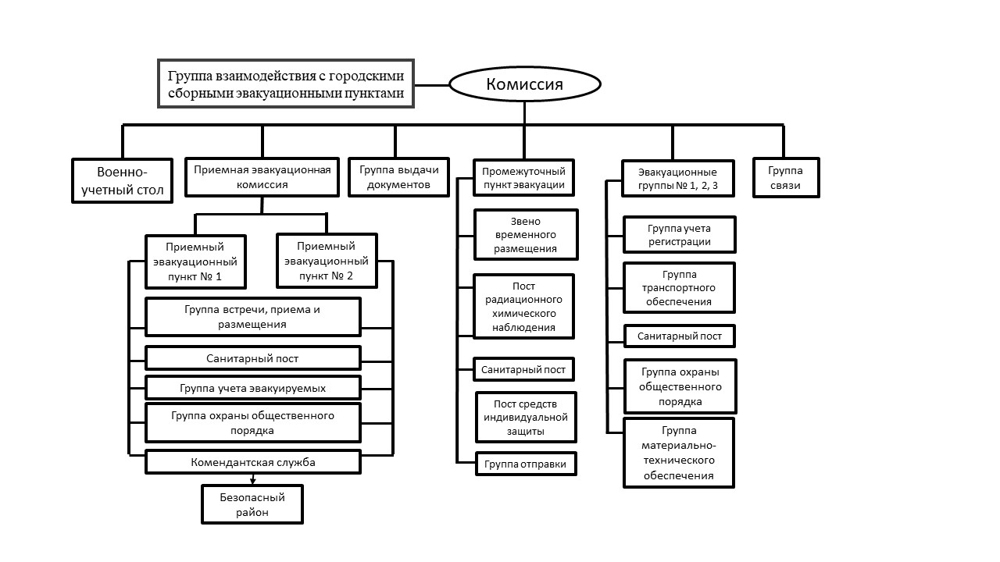 Группа взаимодействия с городскими
сборными эвакуационными пунктами
Комиссия
Военно-
учетный стол
Приемная эвакуационная
комиссия
Группа выдачи
документов
Промежуточный
пункт эвакуации
Эвакуационные
группы № 1, 2, 3
Группа
связи
Приемный
эвакуационный
пункт № 1
Приемный
эвакуационный
пункт № 2
Группа встречи, приема и
размещения
Санитарный пост
Группа учета эвакуируемых
Группа охраны общественного
порядка
Комендантская служба
Безопасный
район
Звено
временного
размещения
Пост
радиационного
химического
наблюдения
Санитарный пост
Пост средств
индивидуальной
защиты
Группа отправки
Группа учета
регистрации
Группа
транспортного
обеспечения
Санитарный пост
Группа охраны
общественного
порядка
Группа
материально-
технического
обеспечения